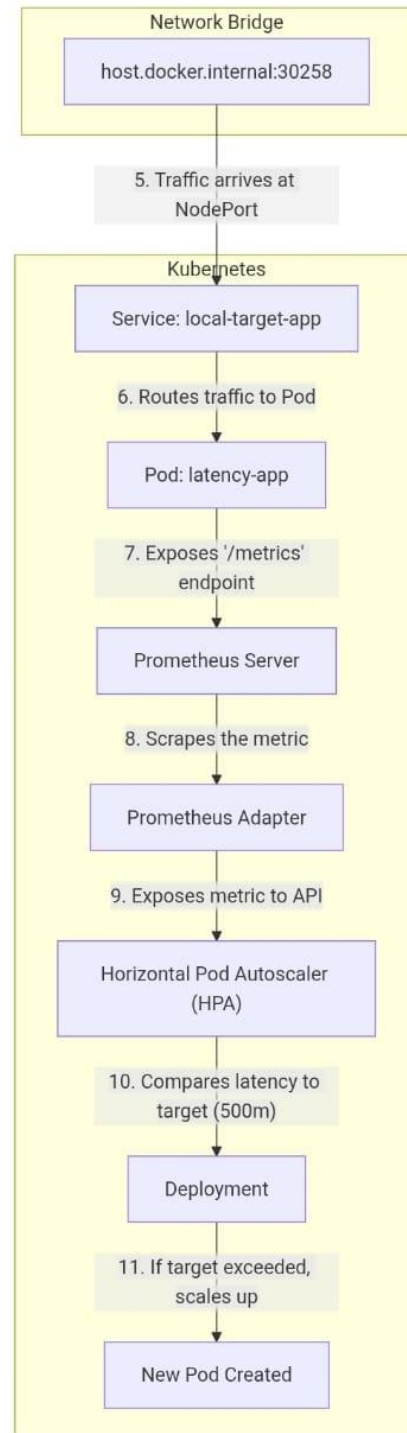 Network Bridge
host.docker.internal:30258
5. Traffic arrives at
NodePort
Kubernetes
Service: local-target-app
6. Routes traffic to Pod
Pod: latency-app
7. Exposes '/metrics'
endpoint
Prometheus Server
8. Scrapes the metric
Prometheus Adapter
9. Exposes metric to API
Horizontal Pod Autoscaler
(HPA)
10. Compares latency to
target (500m)
Deployment
11. If target exceeded,
scales up
New Pod Created